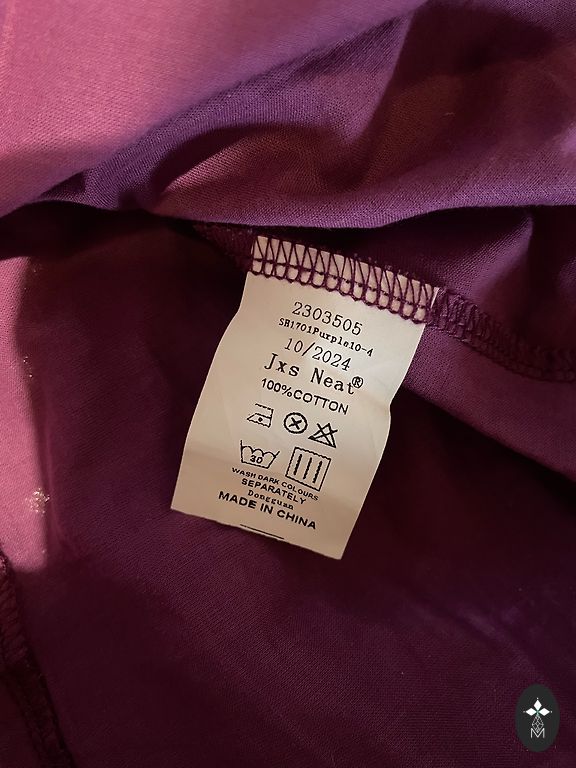 2303505
SH1701Purple10-4
10/2024
Jxs Neat®
100%COTTON
30
WASH DARK COLOURS
SEPARATELY
Dongguan
MADE IN CHINA
M